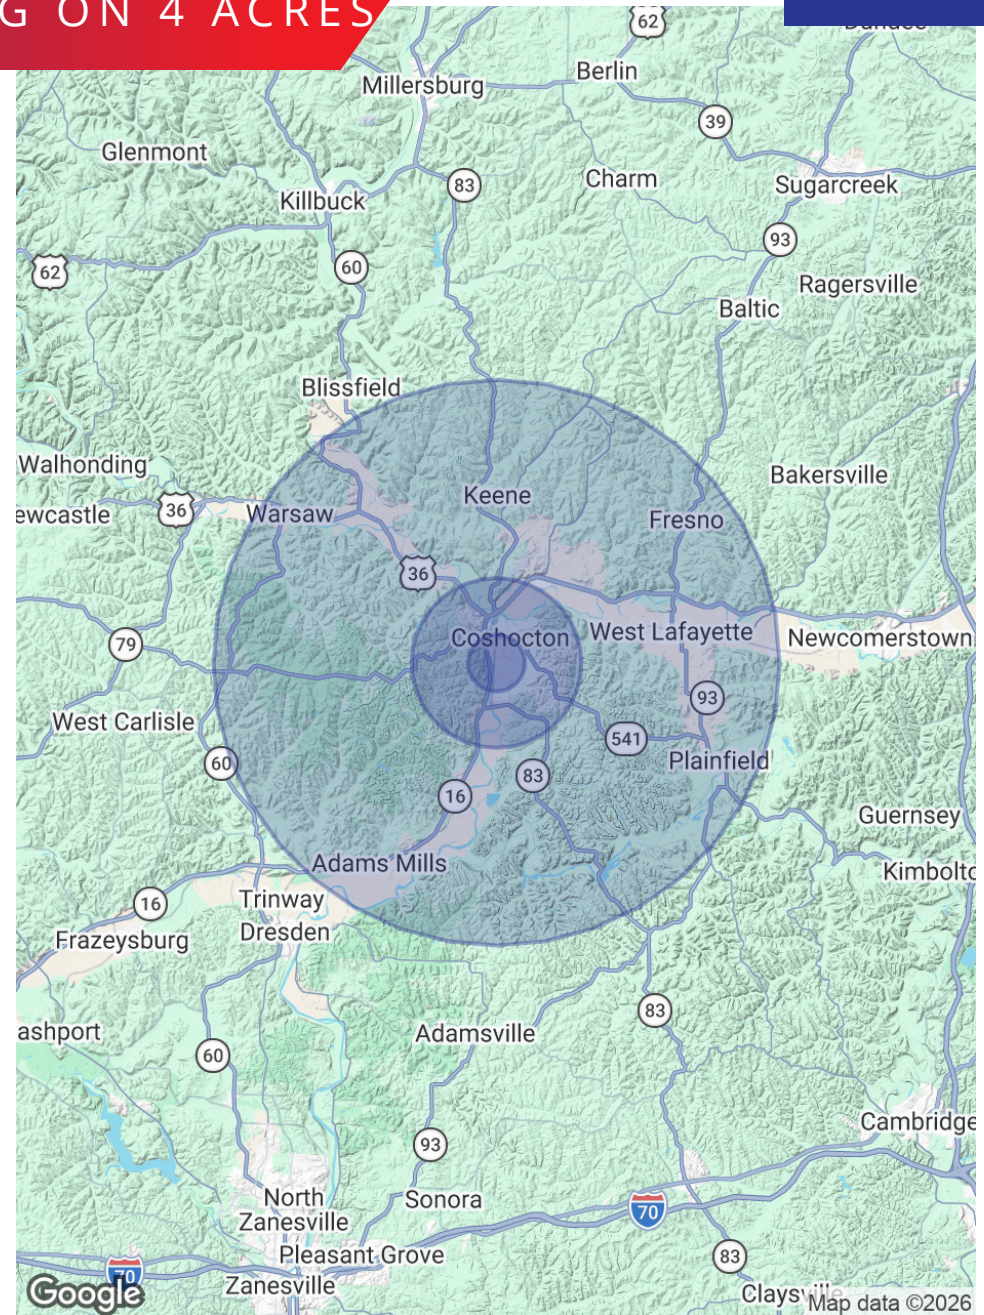 G ON 4 ACRES
62
Dundee
Berlin
Millersburg
39
Glenmont
Charm
83
Sugarcreek
Killbuck
93
62
60
Ragersville
Baltic
Blissfield
Walhonding
Bakersville
Keene
36
ewcastle
Warsaw
Fresno
36
Coshocton
West Lafayette
Newcomerstown
79
93
West Carlisle
541
60
Plainfield
83
16
Guernsey
Adams Mills
Kimbolto
Trinway
16
Dresden
Frazeysburg
83
ashport
Adamsville
60
Cambridge
93
North
Zanesville
Sonora
70
Pleasant Grove
83
70
Zanesville
Claysville
Google
Map data ©2026